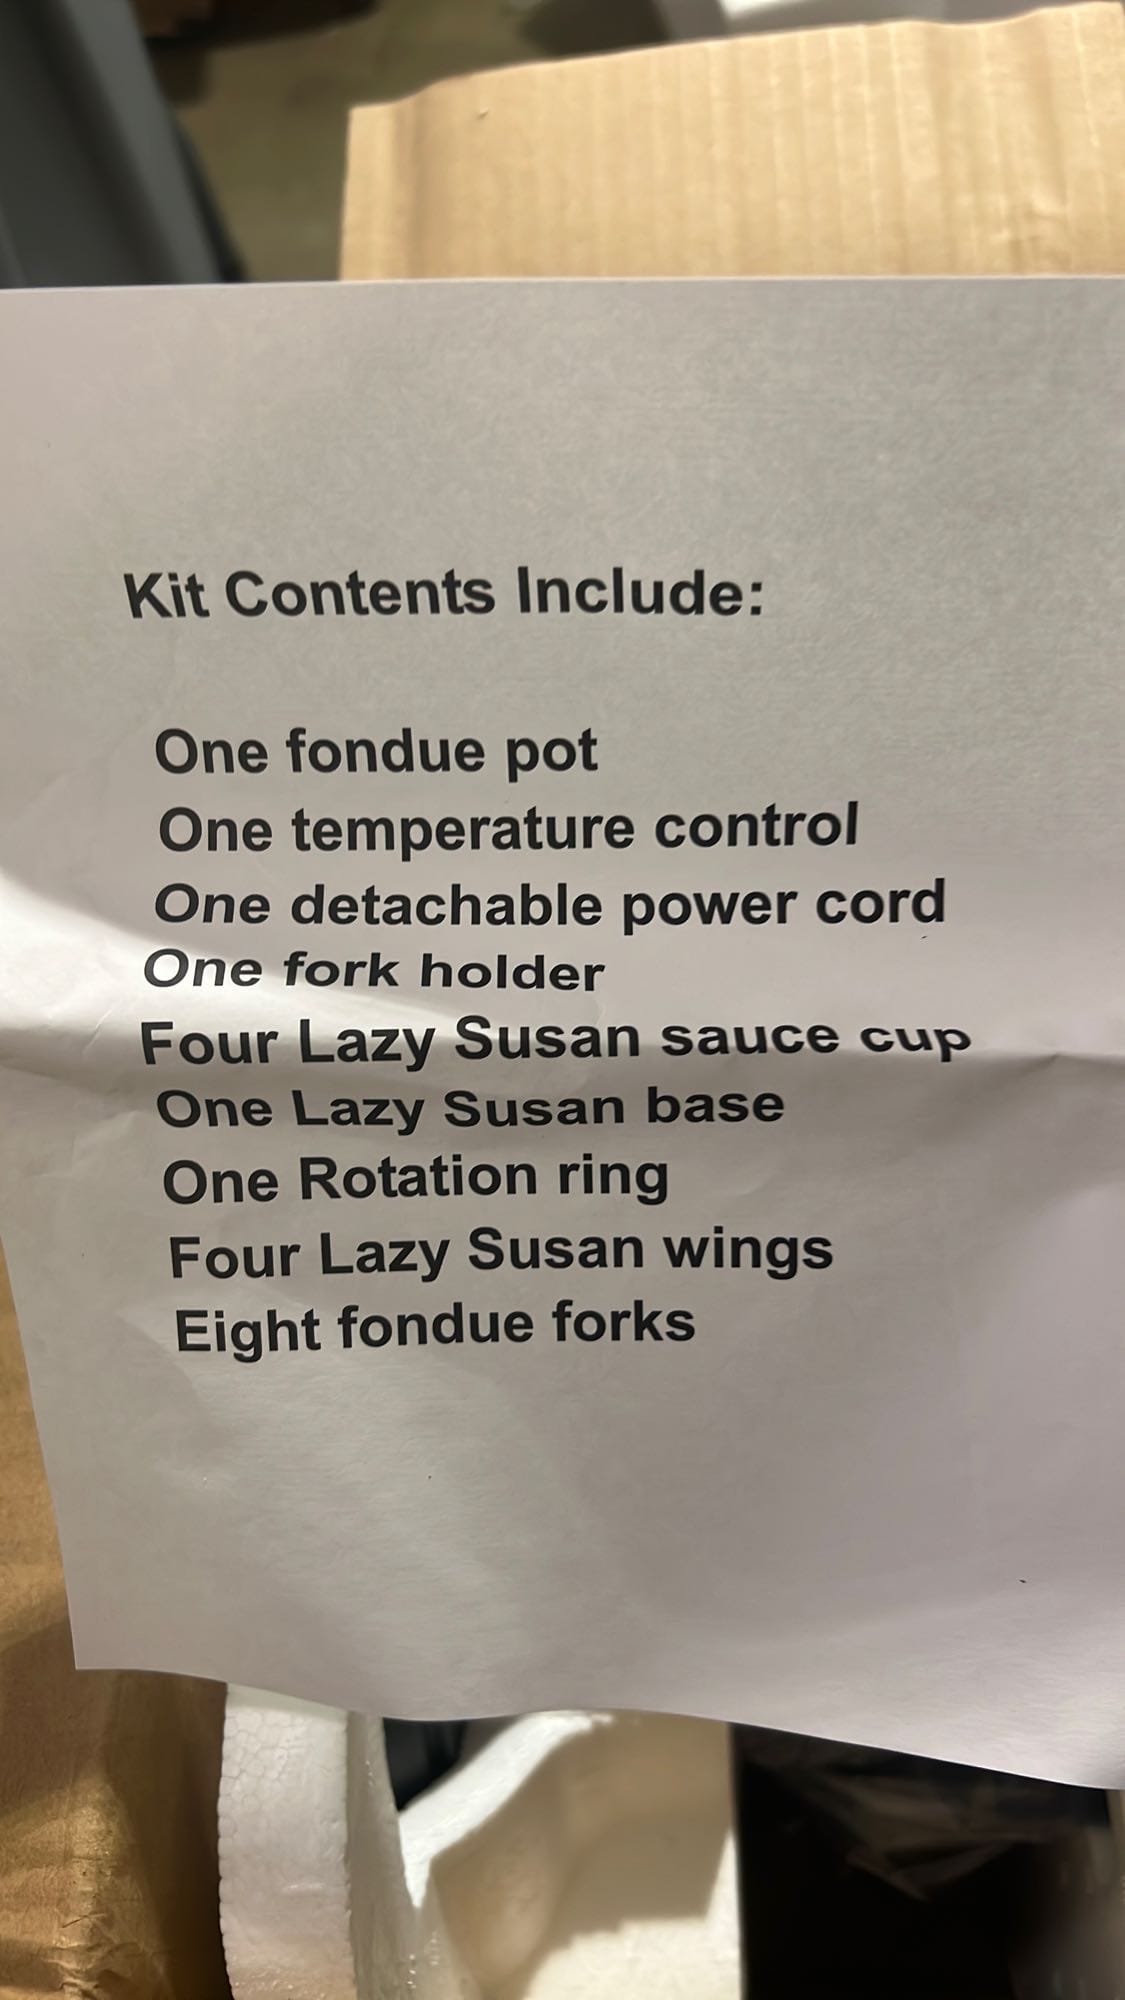 Kit Contents Include:
One fondue pot
One temperature control
One detachable power cord
One fork holder
Four Lazy Susan sauce cup
One Lazy Susan base
One Rotation ring
Four Lazy Susan wings
Eight fondue forks